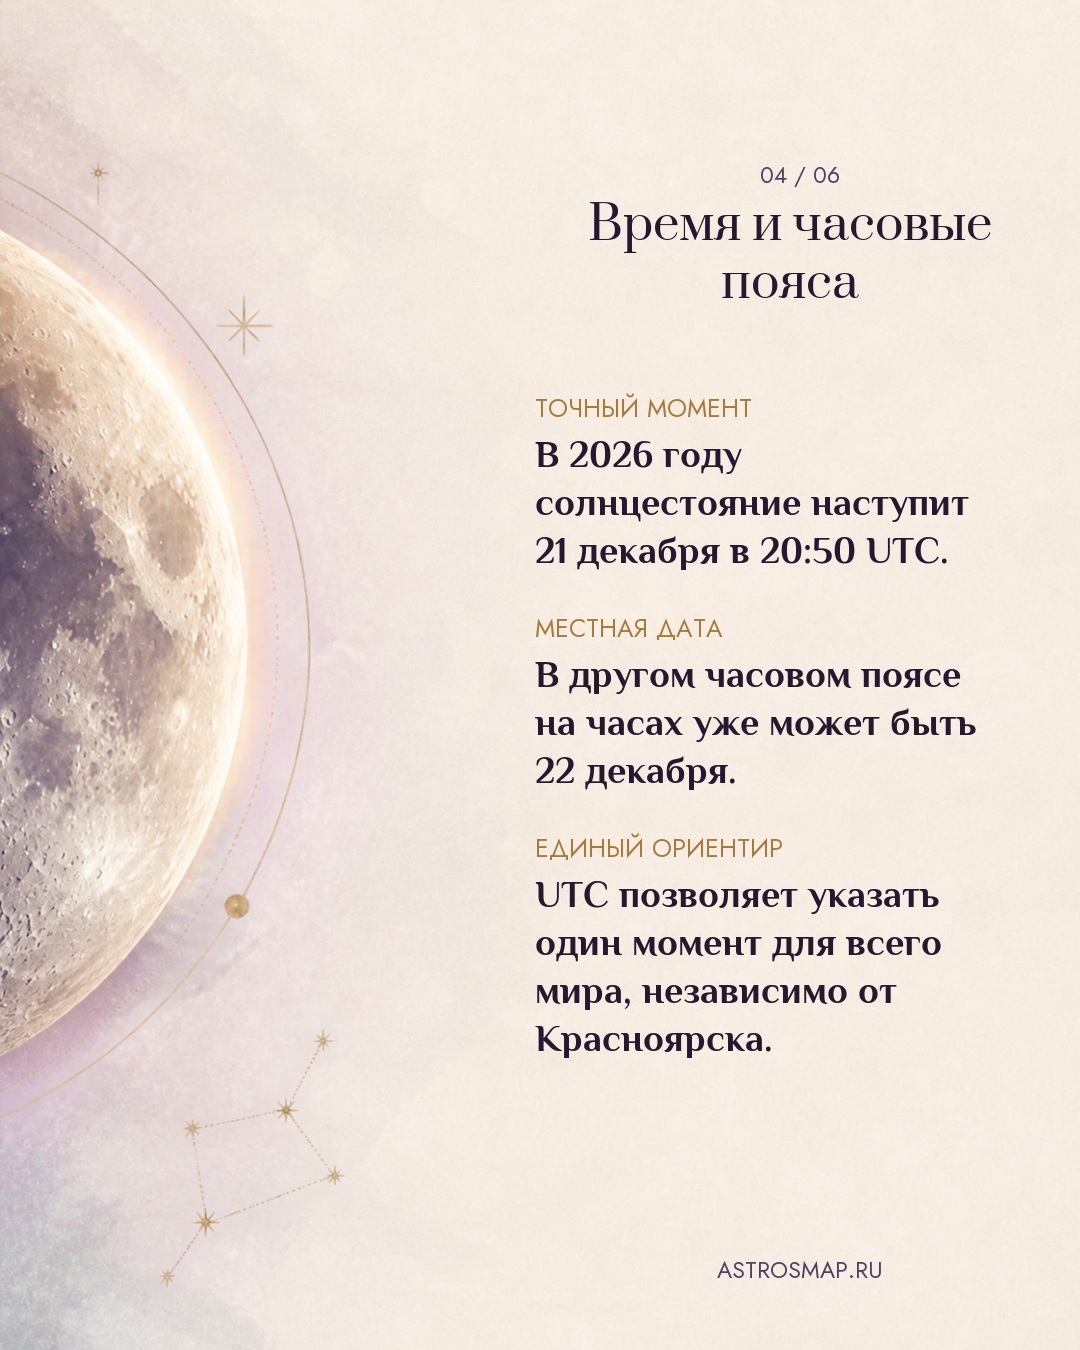 04 / 06
Время и часовые
пояса
ТОЧНЫЙ МОМЕНТ
В 2026 году
солнцестояние наступит
21 декабря в 20:50 UTC.
МЕСТНАЯ ДАТА
В другом часовом поясе
на часах уже может быть
22 декабря.
ЕДИНЫЙ ОРИЕНТИР
UTC позволяет указать
один момент для всего
мира, независимо от
Красноярска.
ASTROSMAP.RU